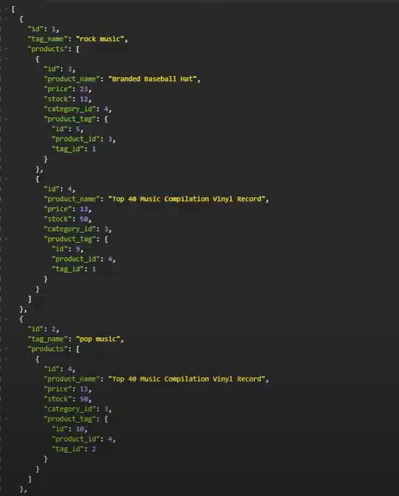 [
{
"id": 1,
"tag_name": "rock music",
"products": [
{
"id": 3,
"product_name": "Branded Baseball Hat",
"price": 23,
"stock": 12,
"category_id": 4,
"product_tag": {
"id": 5,
"product_id": 3,
"tag_id": 1
}
},
{
"id": 4,
"product_name": "Top 40 Music Compilation Vinyl Record",
"price": 13,
"stock": 50,
"category_id": 3,
"product_tag": {
"id": 9,
"product_id": 4,
"tag_id": 1
}
}
]
},
{
"id": 2,
"tag_name": "pop music",
"products": [
{
"id": 4,
"product_name": "Top 40 Music Compilation Vinyl Record",
"price": 13,
"stock": 50,
"category_id": 3,
"product_tag": {
"id": 10,
"product_id": 4,
"tag_id": 2
}
}
]
},